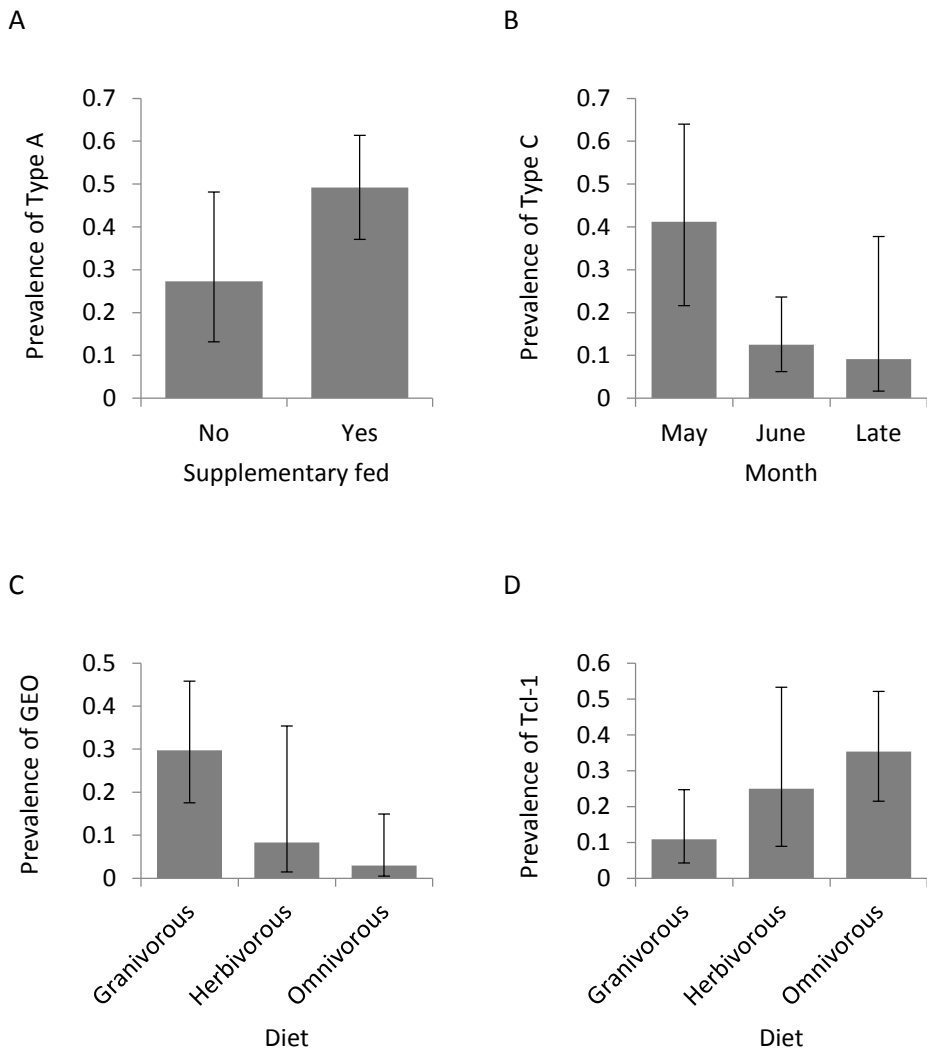 A
Prevalence of Type A
0.7
0.6
0.5
0.4
0.3
0.2
0.1
0
No Yes
Supplementary fed
B
Prevalence of Type C
0.7
0.6
0.5
0.4
0.3
0.2
0.1
0
May June Late
Month
C
Prevalence of GEO
0.5
0.4
0.3
0.2
0.1
0
Granivorous Herbivorous Omnivorous
Diet
D
Prevalence of Tcl-1
0.6
0.5
0.4
0.3
0.2
0.1
0
Granivorous Herbivorous Omnivorous
Diet